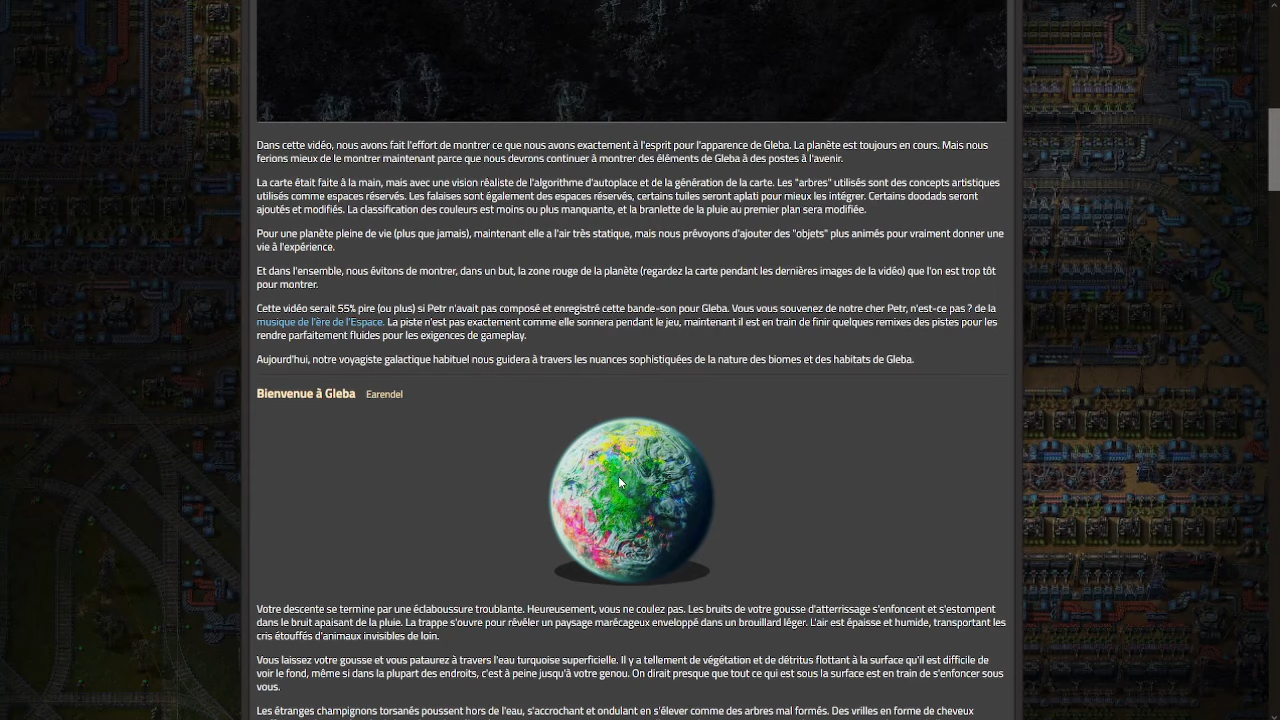 Dans cette vidéo, nous avons fait l'effort de montrer ce que nous avons exactement à l'esprit pour l'apparence de Gleba. La planète est toujours en cours. Mais nous
ferions mieux de le montrer maintenant parce que nous devrons continuer à montrer des éléments de Gleba à des postes à l'avenir.
La carte était faite à la main, mais avec une vision réaliste de l'algorithme d'autoplace et de la génération de la carte. Les "arbres" utilisés sont des concepts artistiques
utilisés comme espaces réservés. Les falaises sont également des espaces réservés, certains tuiles seront aplati pour mieux les intégrer. Certains doodads seront
ajoutés et modifiés. La classification des couleurs est moins ou plus manquante, et la branlette de la pluie au premier plan sera modifiée.
Pour une planète pleine de vie (plus que jamais), maintenant elle a l'air très statique, mais nous prévoyons d'ajouter des "objets" plus animés pour vraiment donner une
vie à l'expérience.
Et dans l'ensemble, nous évitons de montrer, dans un but, la zone rouge de la planète (regardez la carte pendant les dernières images de la vidéo) que l'on est trop tôt
pour montrer.
Cette vidéo serait 55% pire (ou plus) si Petr n'avait pas composé et enregistré cette bande-son pour Gleba. Vous vous souvenez de notre cher Petr, n'est-ce pas ? de la
musique de l'ère de l'Espace. La piste n'est pas exactement comme elle sonnera pendant le jeu, maintenant il est en train de finir quelques remixes des pistes pour les
rendre parfaitement fluides pour les exigences de gameplay.
Aujourd'hui, notre voyagiste galactique habituel nous guidera à travers les nuances sophistiquées de la nature des biomes et des habitats de Gleba.
Bienvenue à Gleba Earendel
Votre descente se termine par une éclaboussure troublante. Heureusement, vous ne coulez pas. Les bruits de votre gousse d'atterrissage s'enfoncent et s'estompent
dans le bruit apaisant de la pluie. La trappe s'ouvre pour révéler un paysage marécageux enveloppé dans un brouillard léger. L'air est épaisse et humide, transportant les
cris étouffés d'animaux invisibles de loin.
Vous laissez votre gousse et vous pataurez à travers l'eau turquoise superficielle. Il y a tellement de végétation et de détritus flottant à la surface qu'il est difficile de
voir le fond, même si dans la plupart des endroits, c'est à peine jusqu'à votre genou. On dirait presque que tout ce qui est sous la surface est en train de s'enfoncer sous
vous.
Les étranges champignons torsanés poussent hors de l'eau, s'accrochant et ondulant en s'élever comme des arbres mal formés. Des vrilles en forme de cheveux